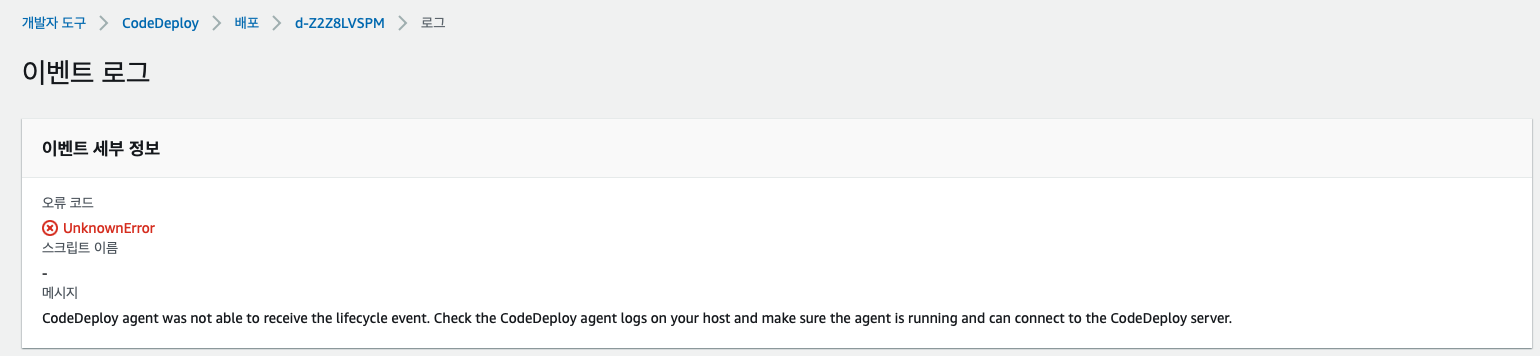 개발자 도구 > CodeDeploy > 배포 > d-Z2Z8LVSPM > 로그
이벤트 로그
이벤트 세부 정보
오류 코드
UnknownError
스크립트 이름
-
메시지
CodeDeploy agent was not able to receive the lifecycle event. Check the CodeDeploy agent logs on your host and make sure the agent is running and can connect to the CodeDeploy server.